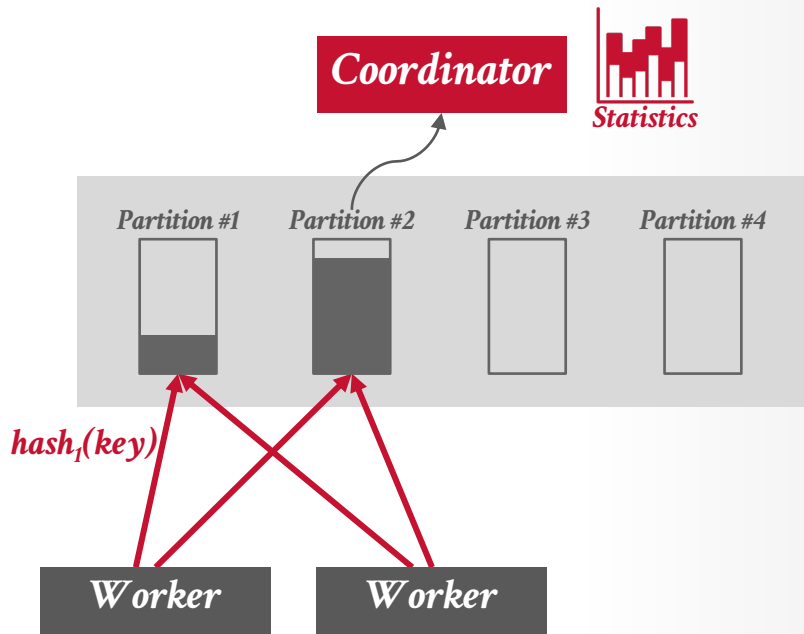 Coordinator
Statistics
Partition #1 Partition #2 Partition #3 Partition #4
hash₁(key)
Worker Worker